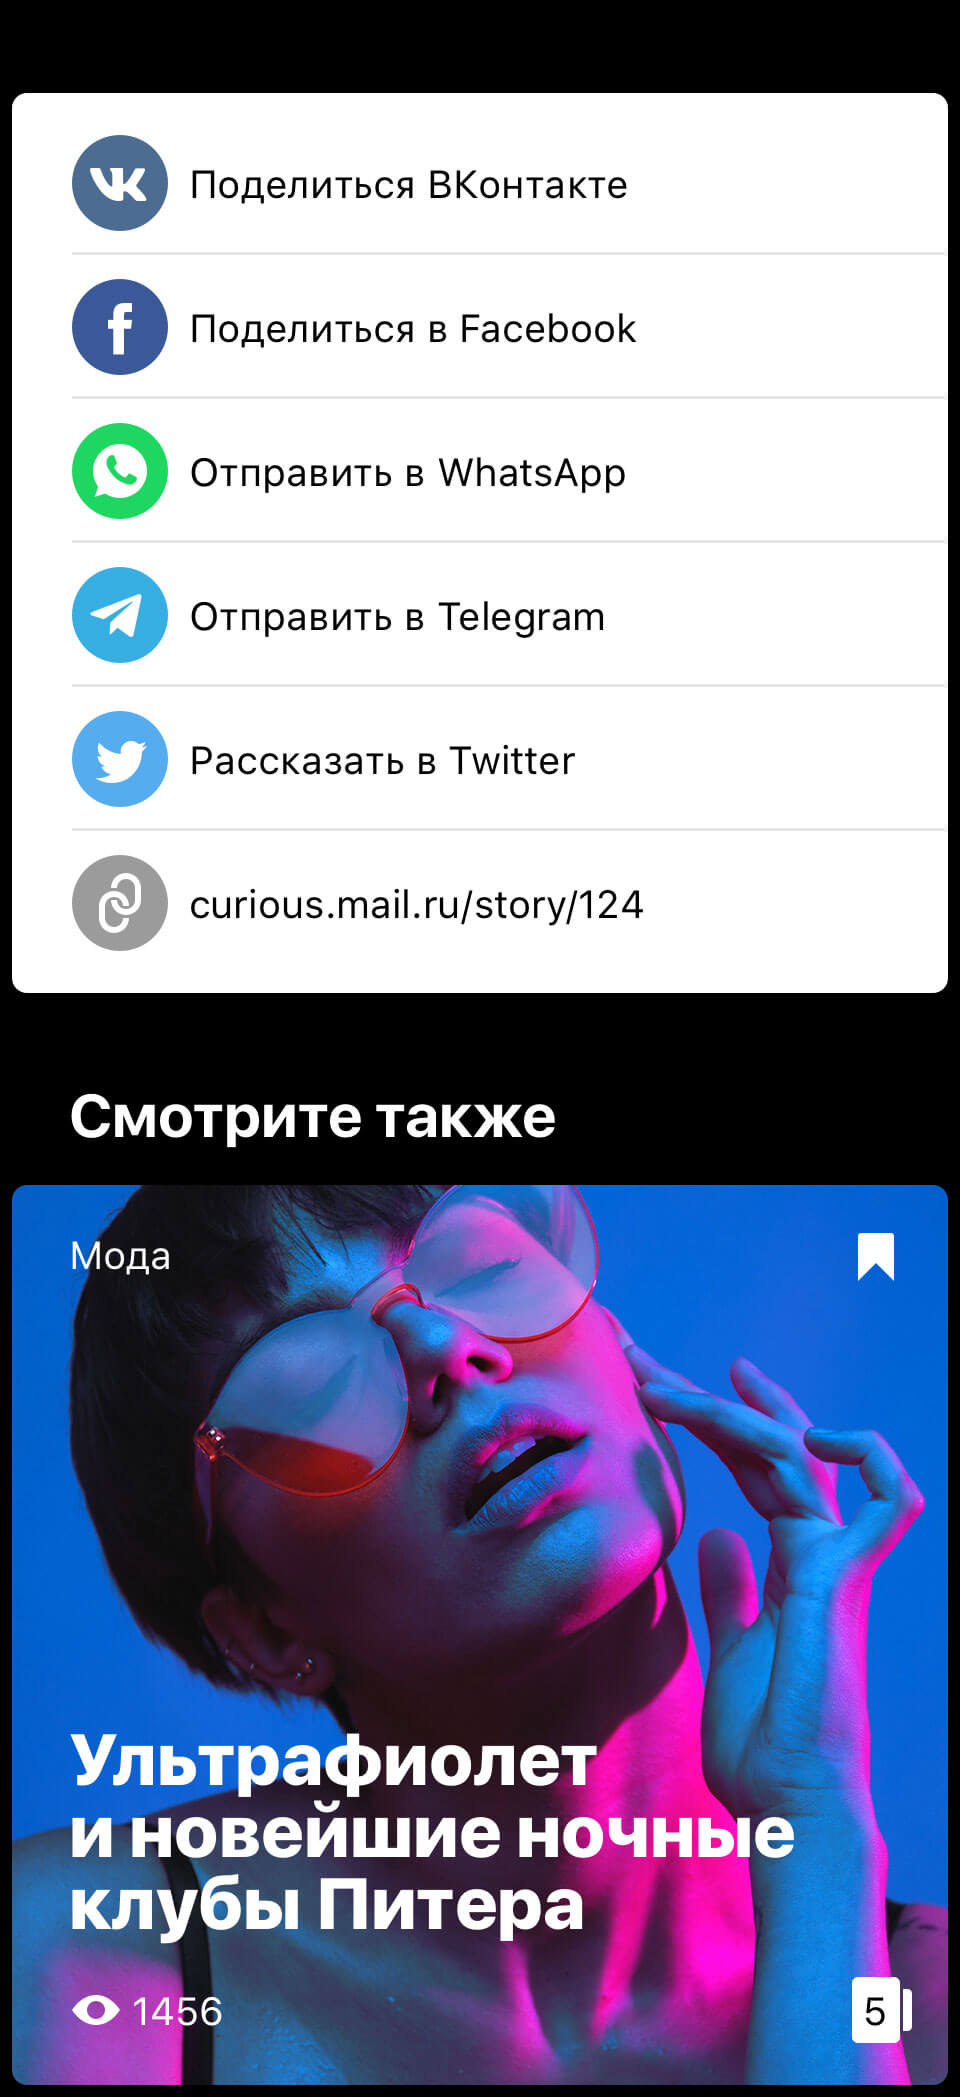 Поделиться ВКонтакте
Поделиться в Facebook
Отправить в WhatsApp
Отправить в Telegram
Рассказать в Twitter
curious.mail.ru/story/124
Смотрите также
Мода
Ультрафиолет
и новейшие ночные
клубы Питера
1456
5